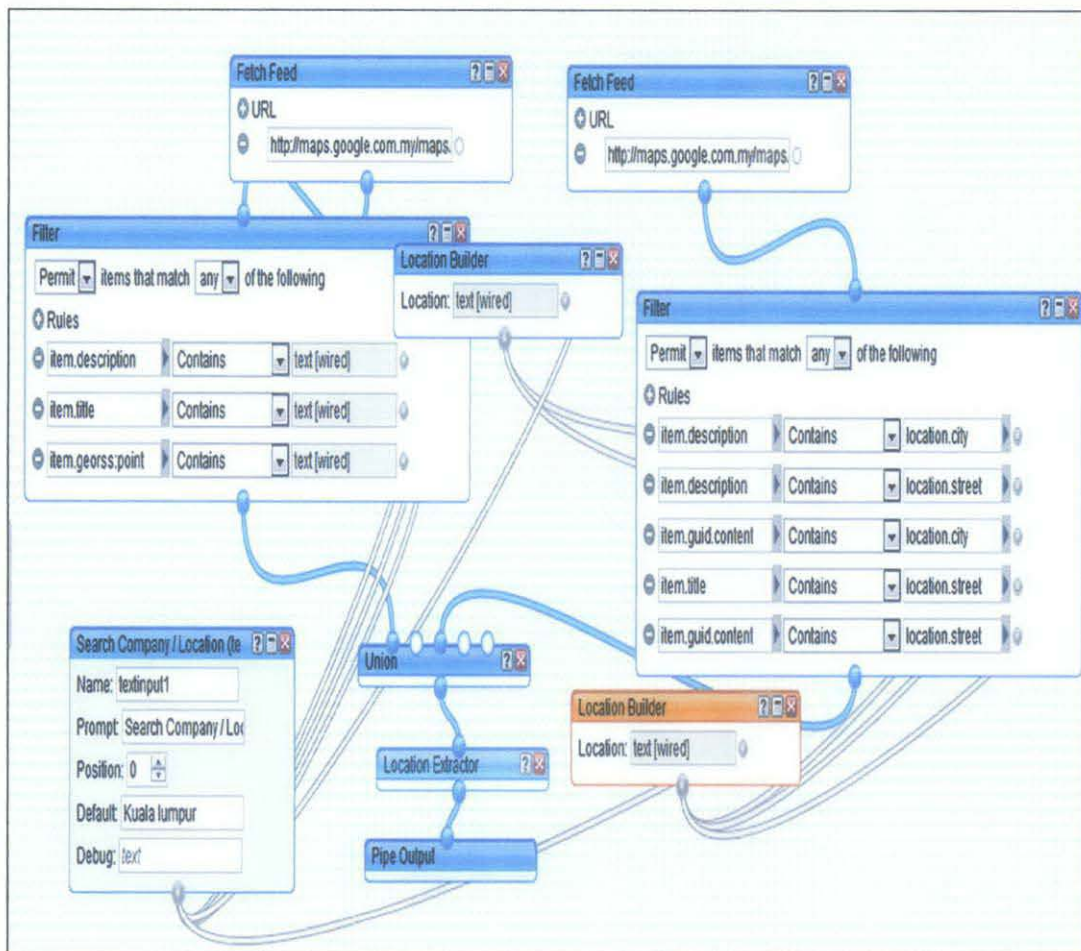 Fetch Feed
URL
http://maps.google.com.my/maps.
Fetch Feed
URL
http://maps.google.com.my/maps.
Filter
Permit items that match any of the following
Rules
item.description Contains text [wired]
item.title Contains text [wired]
item.georss:point Contains text [wired]
Location Builder
Location: text [wired]
Filter
Permit items that match any of the following
Rules
item.description Contains location.city
item.description Contains location.street
item.guid.content Contains location.city
item.title Contains location.street
item.guid.content Contains location.street
Search Company / Location (te
Name: textinput1
Prompt: Search Company / Loc
Position: 0
Default: Kuala lumpur
Debug: text
Union
Location Builder
Location: text [wired]
Location Extractor
Pipe Output